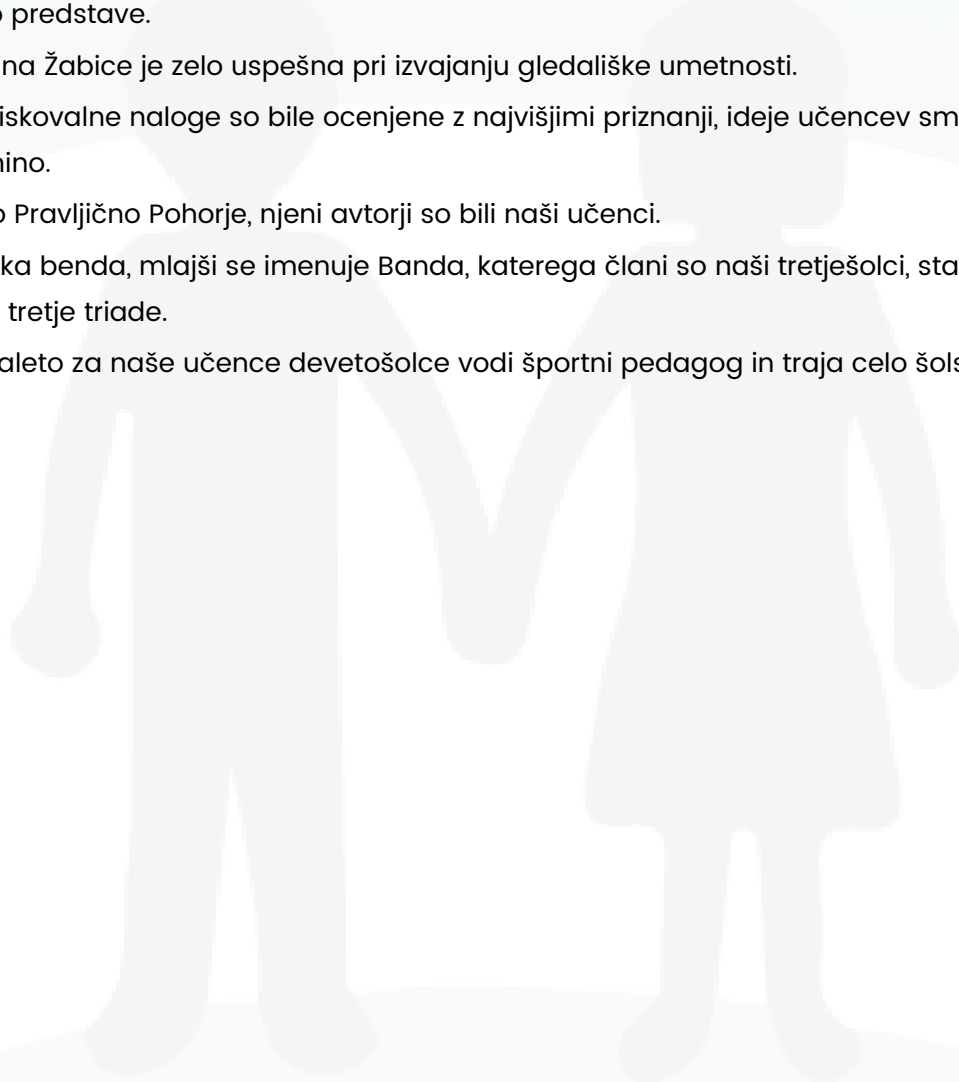 predstave.
na Žabice je zelo uspešna pri izvajanju gledališke umetnosti.
iskovalne naloge so bile ocenjene z najvišjimi priznanji, ideje učencev sm
nino.
o Pravljično Pohorje, njeni avtorji so bili naši učenci.
ka benda, mlajši se imenuje Banda, katerega člani so naši tretješolci, sta
tretje triade.
aleto za naše učence devetošolce vodi športni pedagog in traja celo šols